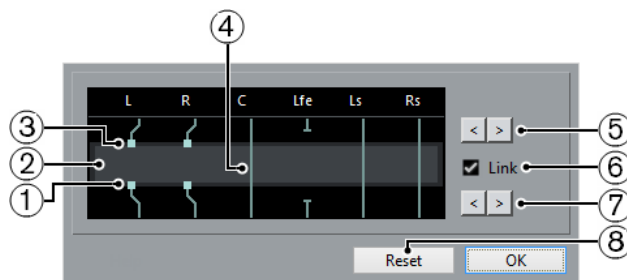 ④
L R C Lfe Ls Rs
③ < > ⑤
② Link ⑥
① < > ⑦
⑧
Reset OK